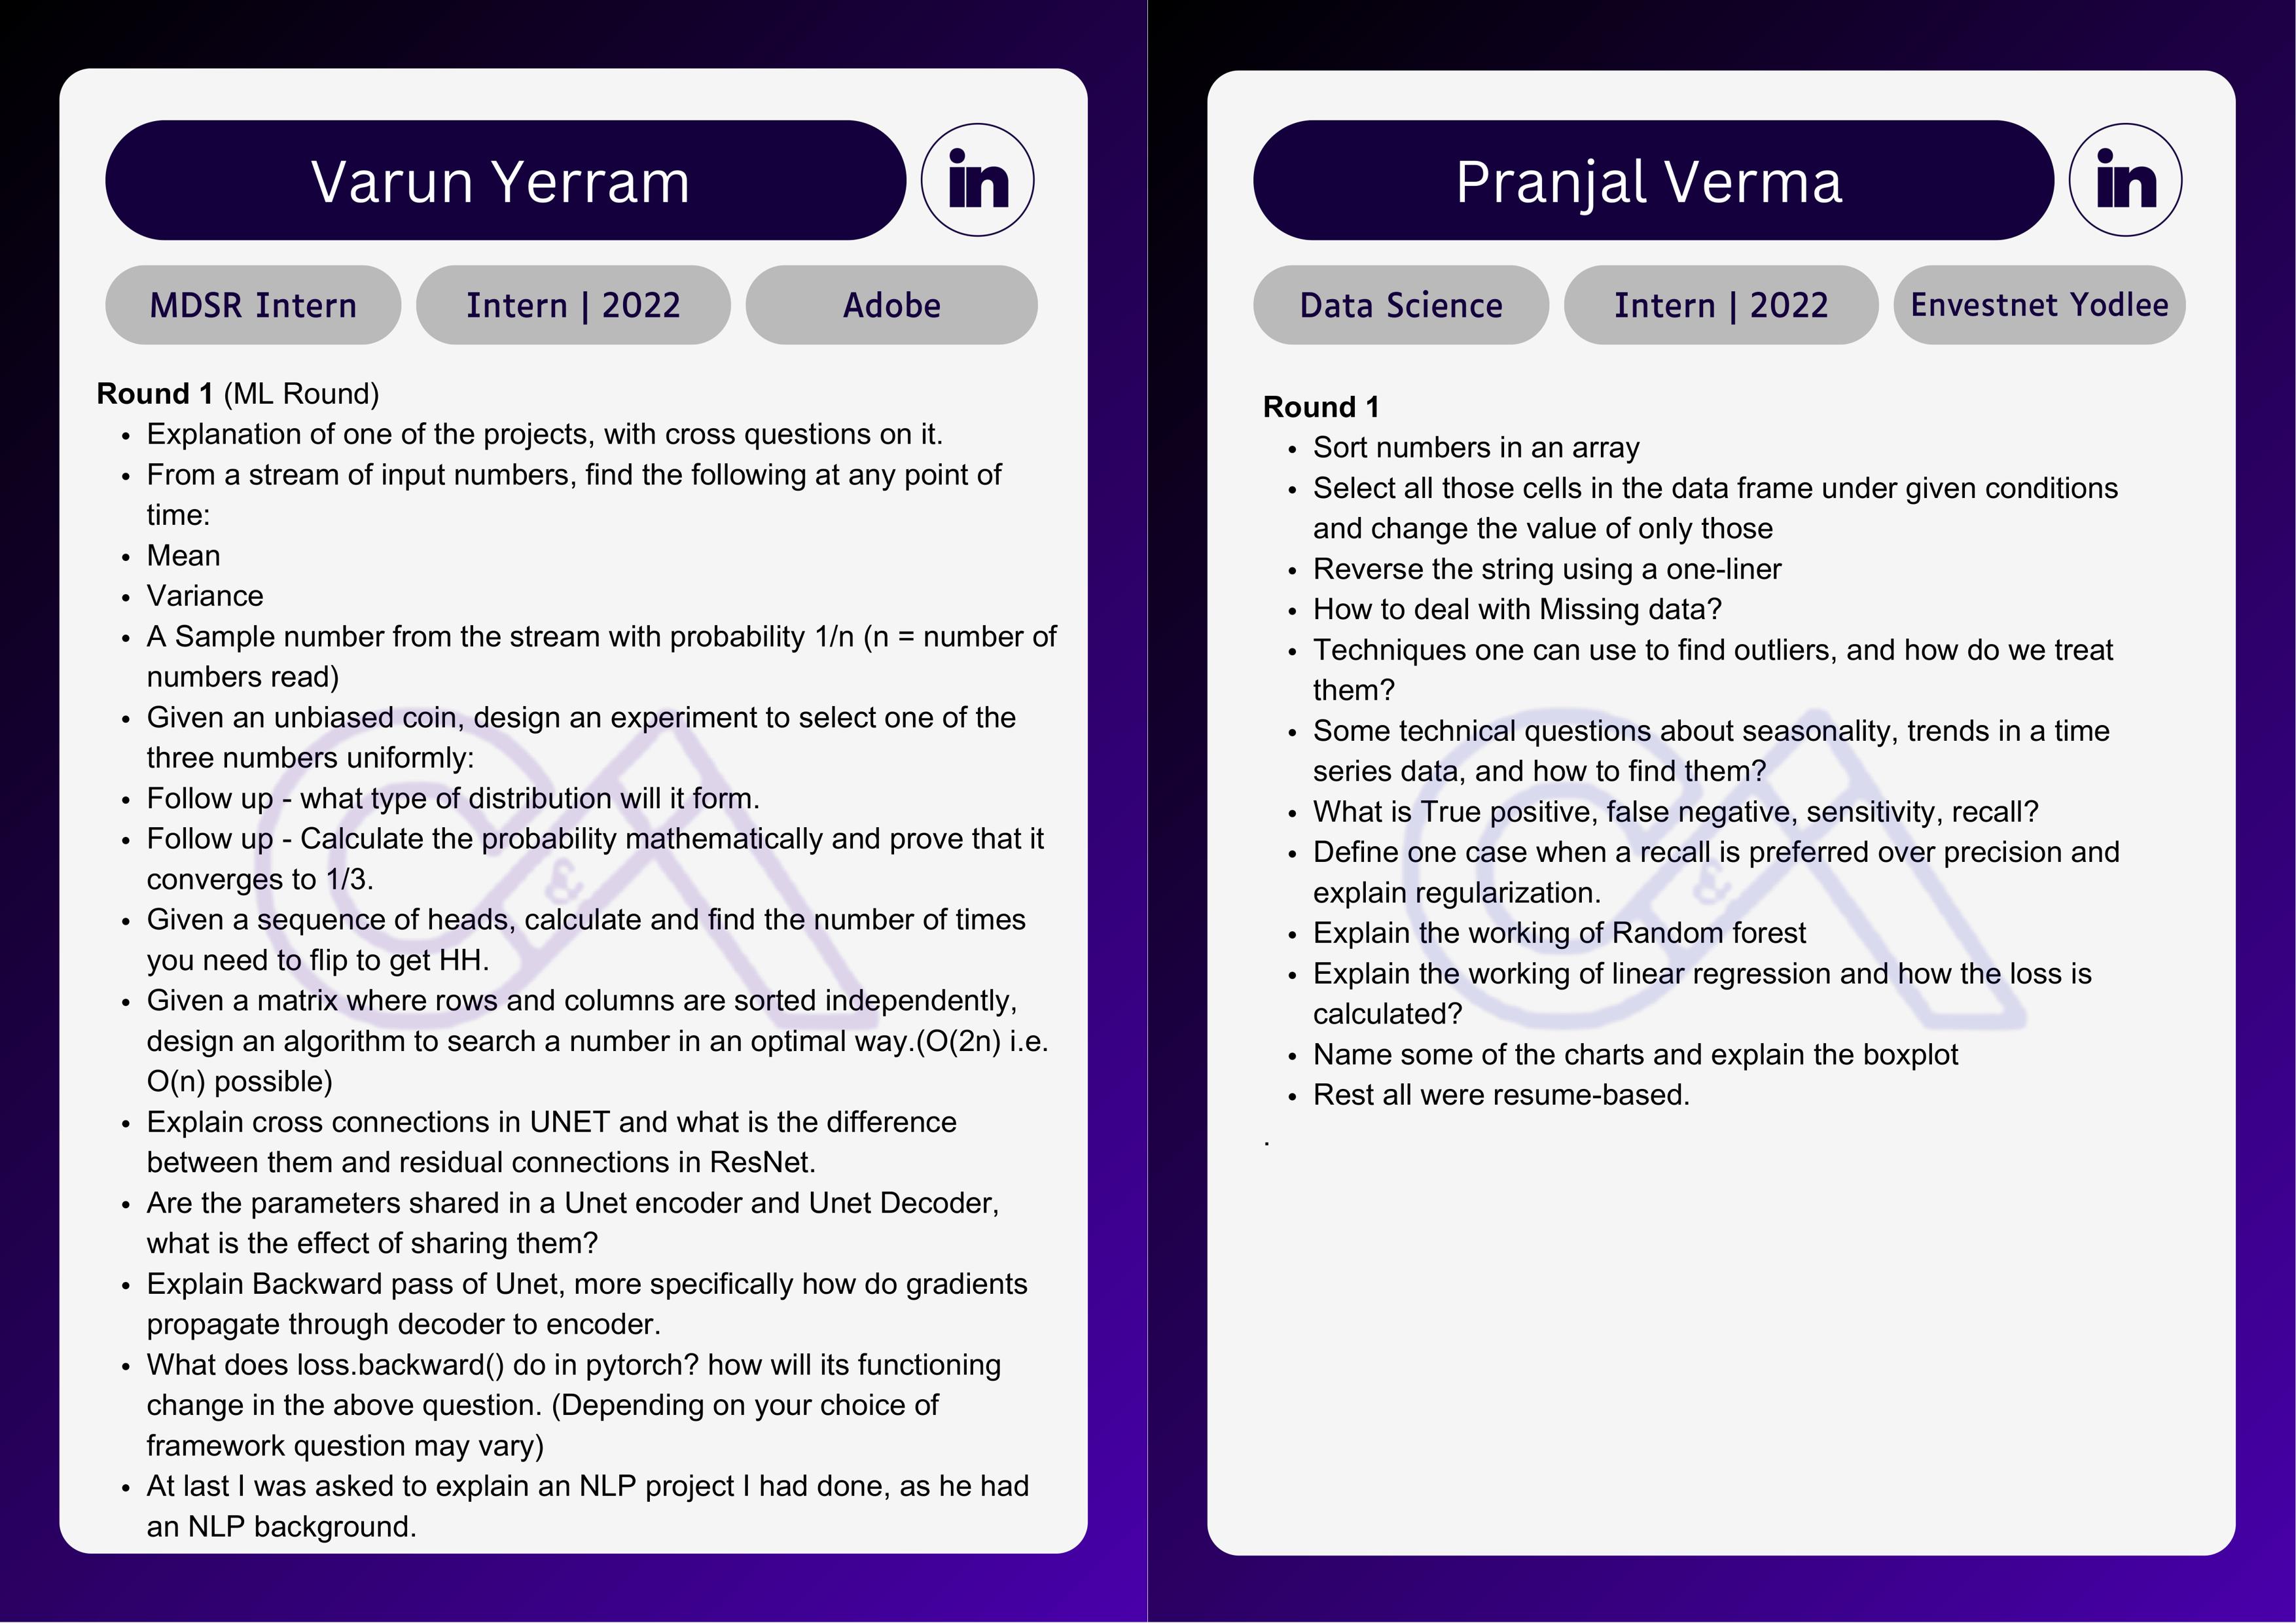 Varun Yerram
in
MDSR Intern
Intern | 2022
Adobe
Round 1 (ML Round)
• Explanation of one of the projects, with cross questions on it.
• From a stream of input numbers, find the following at any point of
time:
• Mean
• Variance
• A Sample number from the stream with probability 1/n (n = number of
numbers read)
• Given an unbiased coin, design an experiment to select one of the
three numbers uniformly:
• Follow up - what type of distribution will it form.
• Follow up - Calculate the probability mathematically and prove that it
converges to 1/3.
• Given a sequence of heads, calculate and find the number of times
you need to flip to get HH.
• Given a matrix where rows and columns are sorted independently,
design an algorithm to search a number in an optimal way.(O(2n) i.e.
O(n) possible)
• Explain cross connections in UNET and what is the difference
between them and residual connections in ResNet.
• Are the parameters shared in a Unet encoder and Unet Decoder,
what is the effect of sharing them?
• Explain Backward pass of Unet, more specifically how do gradients
propagate through decoder to encoder.
• What does loss.backward() do in pytorch? how will its functioning
change in the above question. (Depending on your choice of
framework question may vary)
• At last I was asked to explain an NLP project I had done, as he had
an NLP background.
&
Pranjal Verma
in
Data Science
Intern | 2022
Envestnet Yodlee
Round 1
• Sort numbers in an array
• Select all those cells in the data frame under given conditions
and change the value of only those
• Reverse the string using a one-liner
• How to deal with Missing data?
• Techniques one can use to find outliers, and how do we treat
them?
• Some technical questions about seasonality, trends in a time
series data, and how to find them?
• What is True positive, false negative, sensitivity, recall?
• Define one case when a recall is preferred over precision and
explain regularization.
• Explain the working of Random forest
• Explain the working of linear regression and how the loss is
calculated?
• Name some of the charts and explain the boxplot
• Rest all were resume-based.
.
&